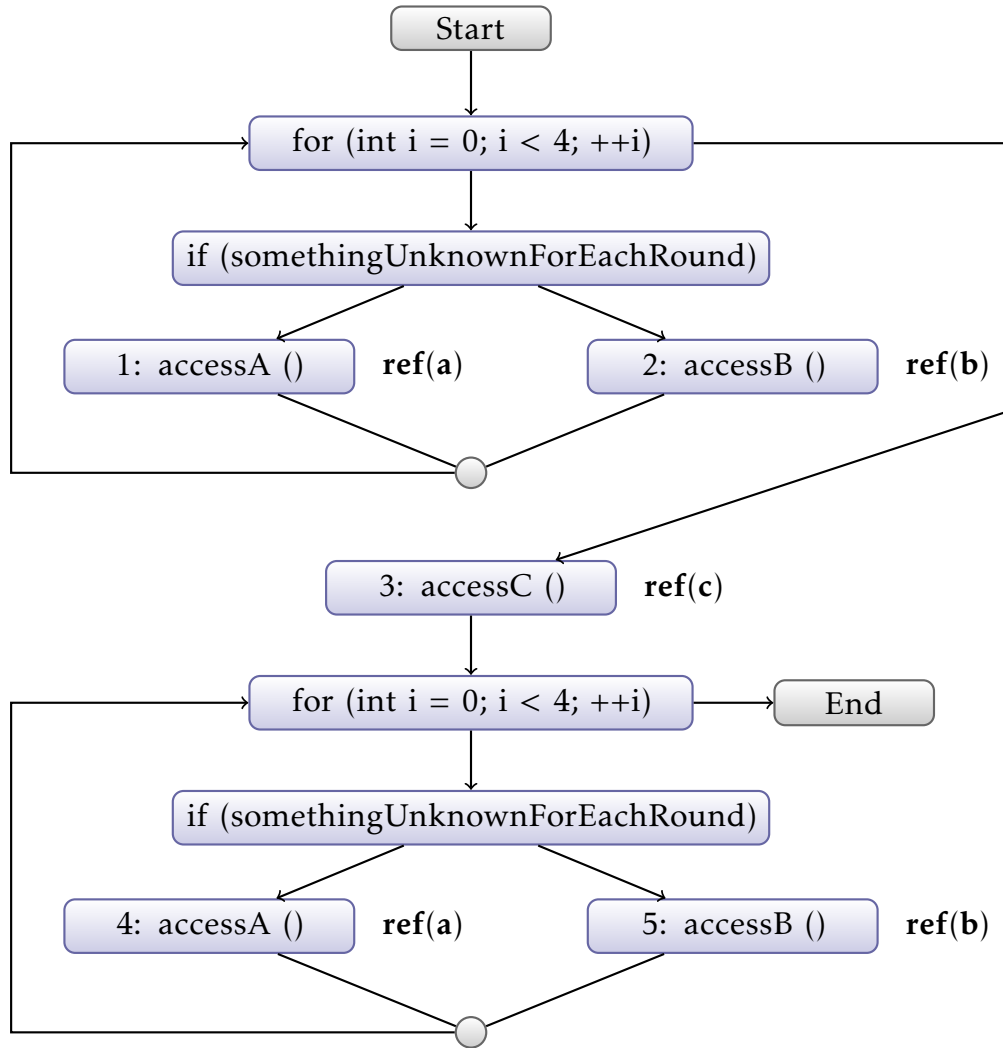 Start
for (int i = 0; i < 4; ++i)
if (somethingUnknownForEachRound)
1: accessA () ref(a) 2: accessB () ref(b)
3: accessC () ref(c)
for (int i = 0; i < 4; ++i) End
if (somethingUnknownForEachRound)
4: accessA () ref(a) 5: accessB () ref(b)